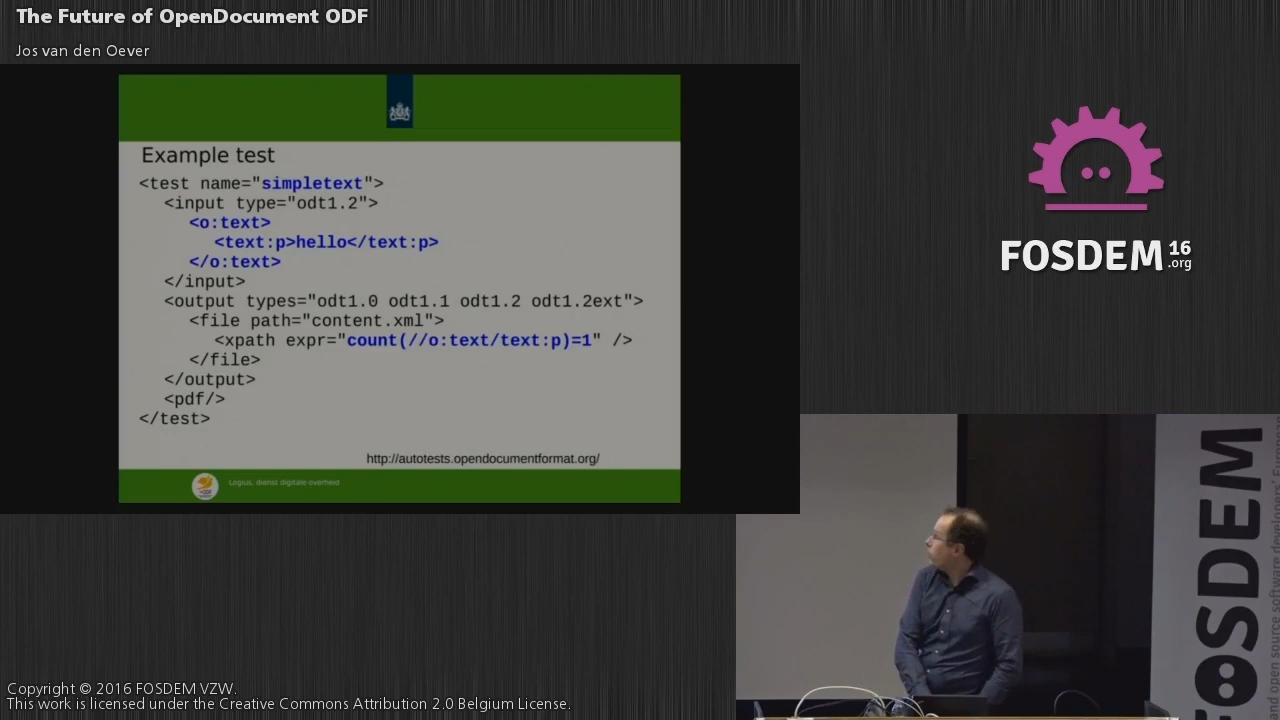 The Future of OpenDocument ODF
Jos van den Oever
Example test
<test name="simpletext">
<input type="odt1.2">
<o:text>
<text:p>hello</text:p>
</o:text>
</input>
<output types="odt1.0 odt1.1 odt1.2 odt1.2ext">
<file path="content.xml">
<xpath expr="count(//o:text/text:p)=1" />
</file>
</output>
<pdf/>
</test>
http://autotests.opendocumentformat.org/
Logius, dienst digitale overheid
FOSDEM 16
.org
FOSDEM
Copyright © 2016 FOSDEM VZW.
This work is licensed under the Creative Commons Attribution 2.0 Belgium License.